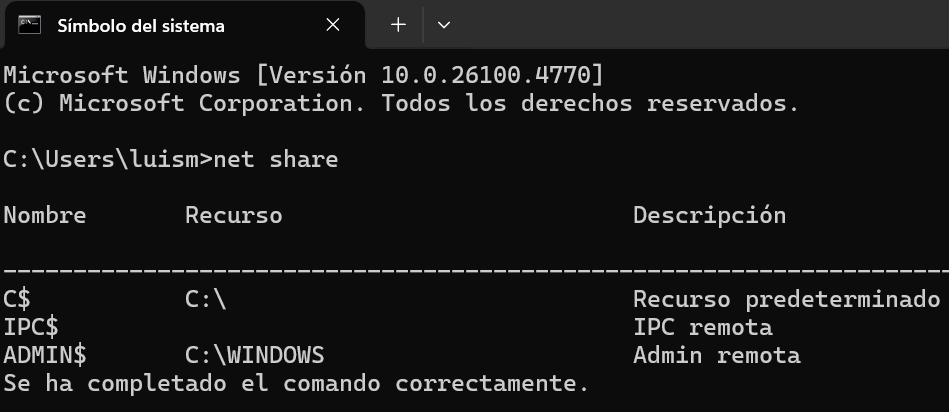 Símbolo del sistema
Microsoft Windows [Versión 10.0.26100.4770]
(c) Microsoft Corporation. Todos los derechos reservados.
C:\Users\luism>net share
Nombre       Recurso                         Descripción
-------------------------------------------------------------------
C$           C:\                             Recurso predeterminado
IPC$                                         IPC remota
ADMIN$       C:\WINDOWS                      Admin remota
Se ha completado el comando correctamente.